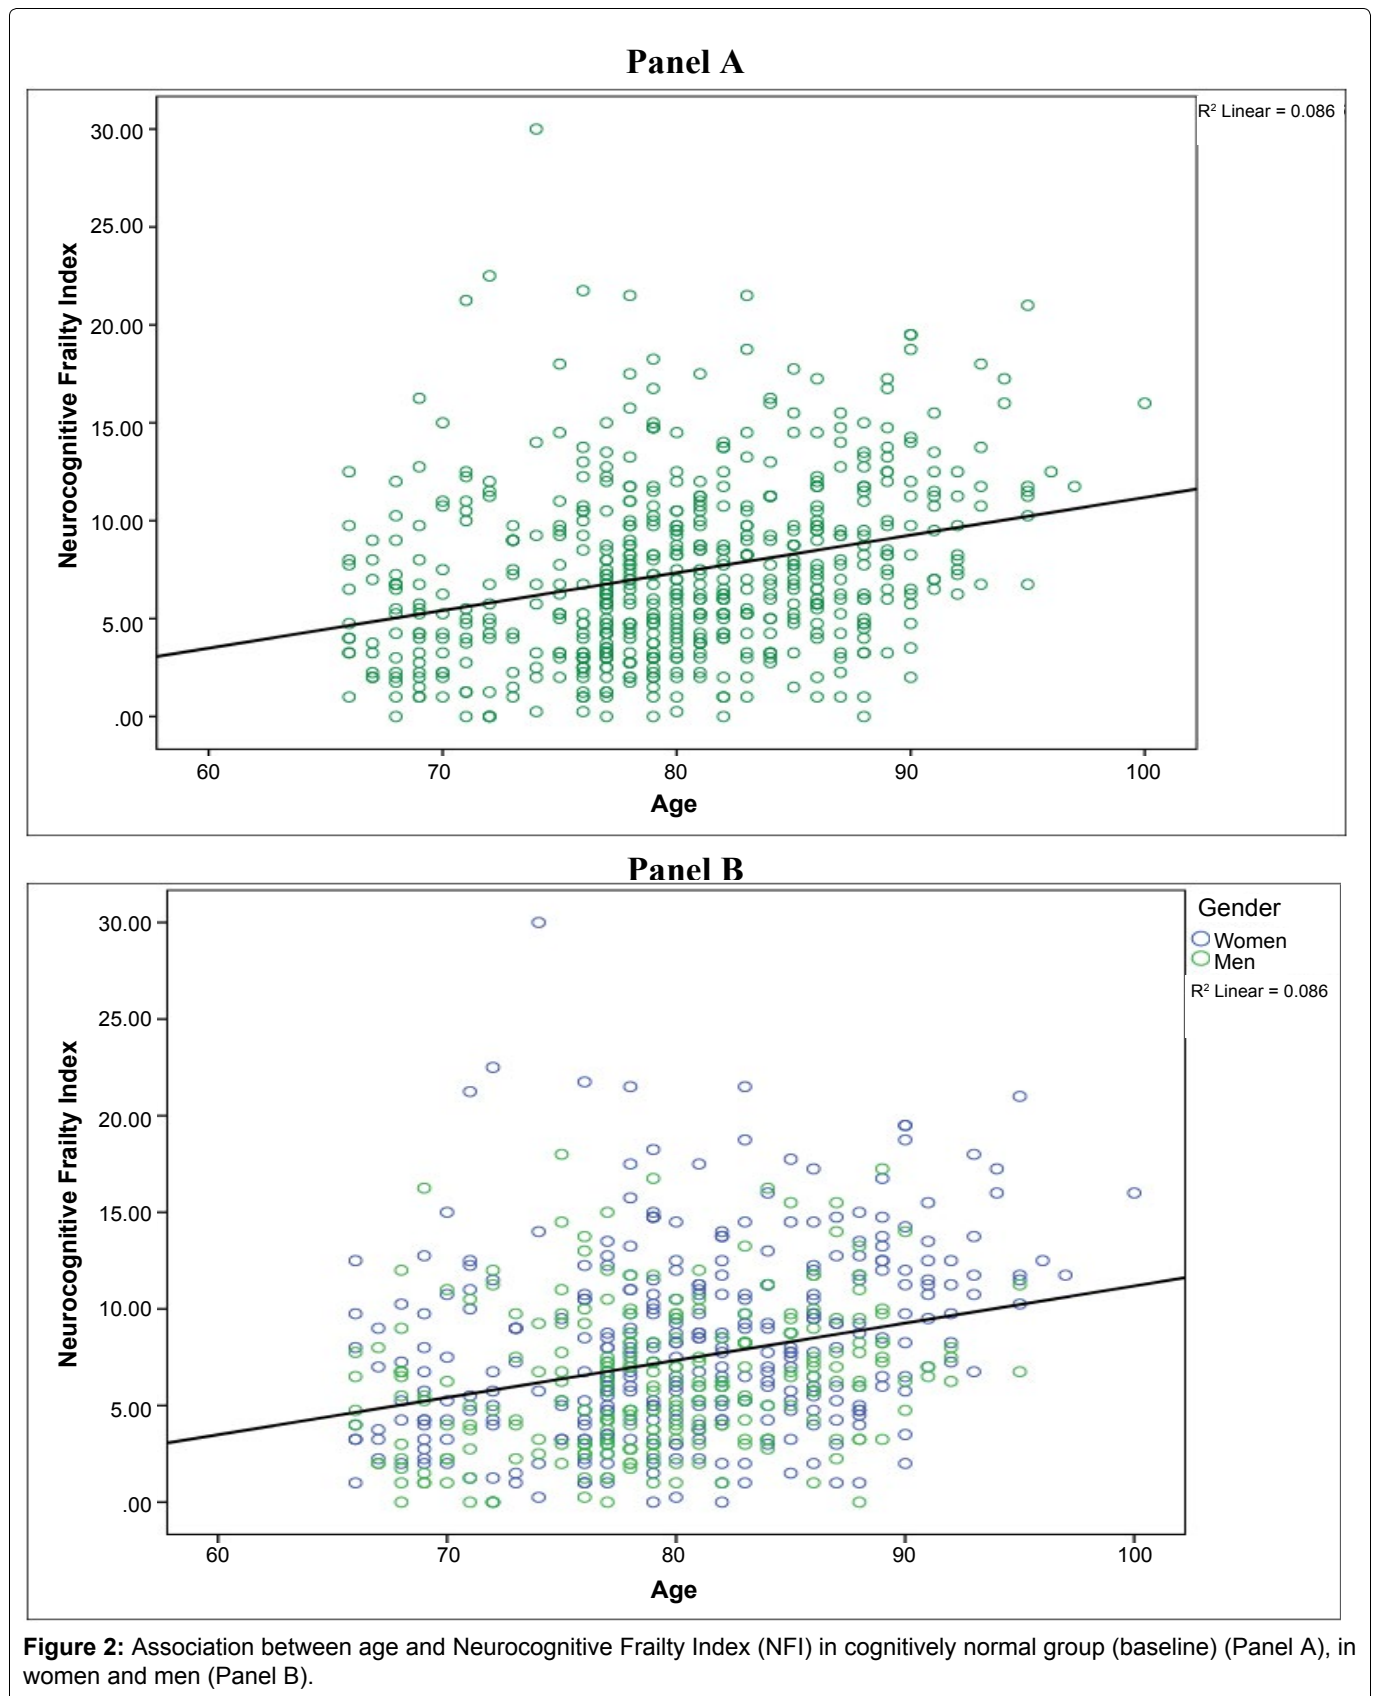 Panel A
R² Linear = 0.086
30.00
25.00
20.00
15.00
10.00
5.00
.00
Neurocognitive Frailty Index
60 70 80 90 100
Age
Panel B
Gender
Women
Men
R² Linear = 0.086
30.00
25.00
20.00
15.00
10.00
5.00
.00
Neurocognitive Frailty Index
60 70 80 90 100
Age
Figure 2: Association between age and Neurocognitive Frailty Index (NFI) in cognitively normal group (baseline) (Panel A), in
women and men (Panel B).